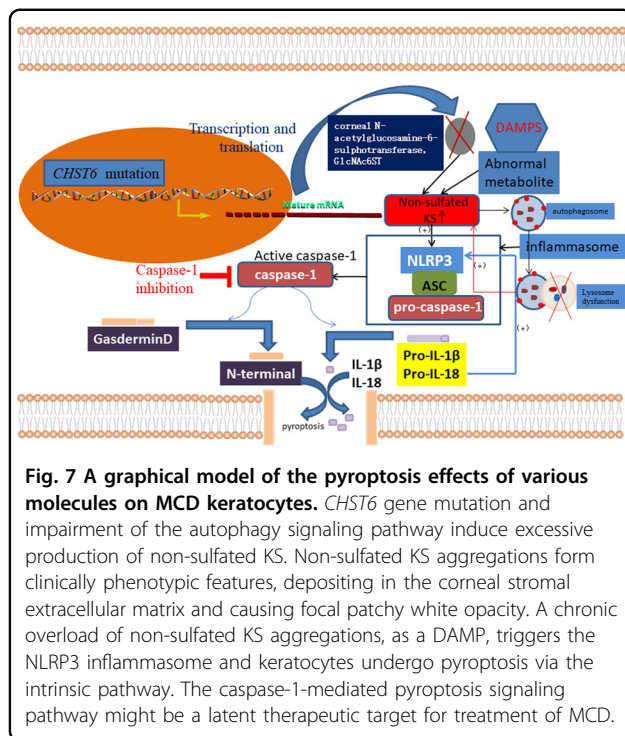 Transcription and
translation
corneal N-
acetylglucosamine-6-
sulphotransferase,
GlcNAc6ST
DAMPS
Abnormal
metabolite
CHST6 mutation
Mature mRNA
Non-sulfated
KS↑
autophagosome
(+)
inflammasome
Active caspase-1
NLRP3
(+)
Caspase-1
inhibition
caspase-1
ASC
pro-caspase-1
Lysosome
dysfunction
(+)
GasderminD
N-terminal
IL-1β
IL-18
Pro-IL-1β
Pro-IL-18
pyroptosis
Fig. 7 A graphical model of the pyroptosis effects of various
molecules on MCD keratocytes. CHST6 gene mutation and
impairment of the autophagy signaling pathway induce excessive
production of non-sulfated KS. Non-sulfated KS aggregations form
clinically phenotypic features, depositing in the corneal stromal
extracellular matrix and causing focal patchy white opacity. A chronic
overload of non-sulfated KS aggregations, as a DAMP, triggers the
NLRP3 inflammasome and keratocytes undergo pyroptosis via the
intrinsic pathway. The caspase-1-mediated pyroptosis signaling
pathway might be a latent therapeutic target for treatment of MCD.